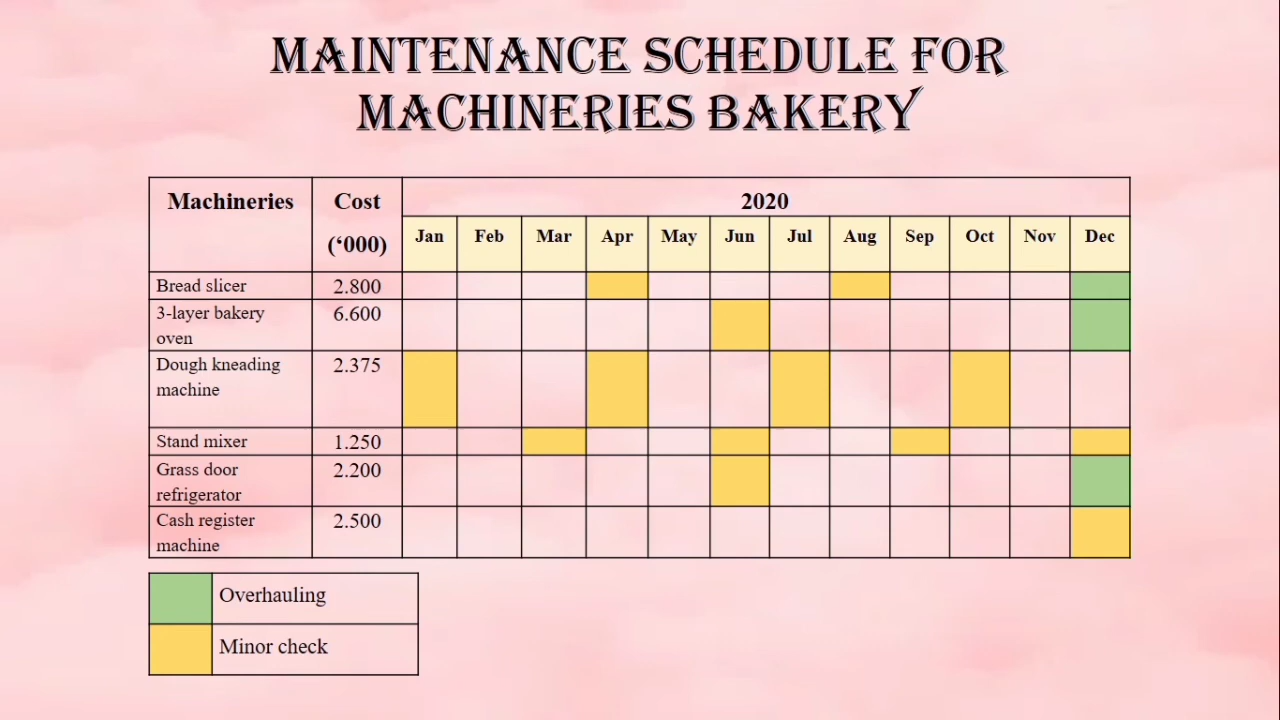 MAINTENANCE SCHEDULE FOR
MACHINERIES BAKERY
Machineries
Cost
(‘000)
2020
Jan Feb Mar Apr May Jun Jul Aug Sep Oct Nov Dec
Bread slicer 2.800
3-layer bakery 6.600
oven
Dough kneading 2.375
machine
Stand mixer 1.250
Grass door 2.200
refrigerator
Cash register 2.500
machine
Overhauling
Minor check